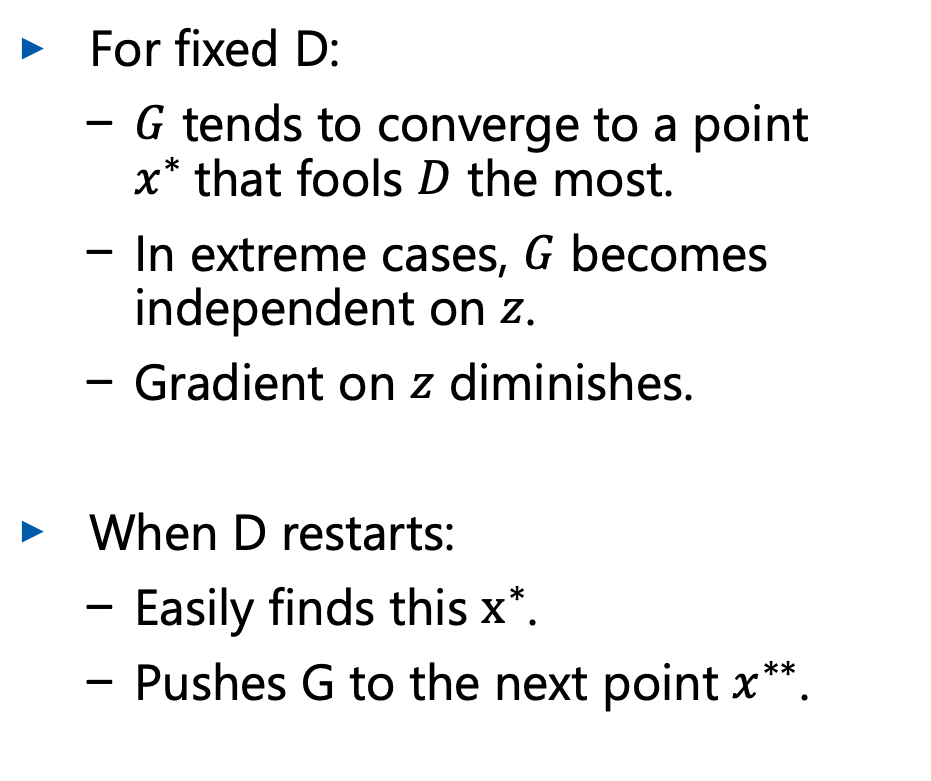 ► For fixed D:
– G tends to converge to a point
x* that fools D the most.
– In extreme cases, G becomes
independent on z.
– Gradient on z diminishes.
► When D restarts:
– Easily finds this x*.
– Pushes G to the next point x**.